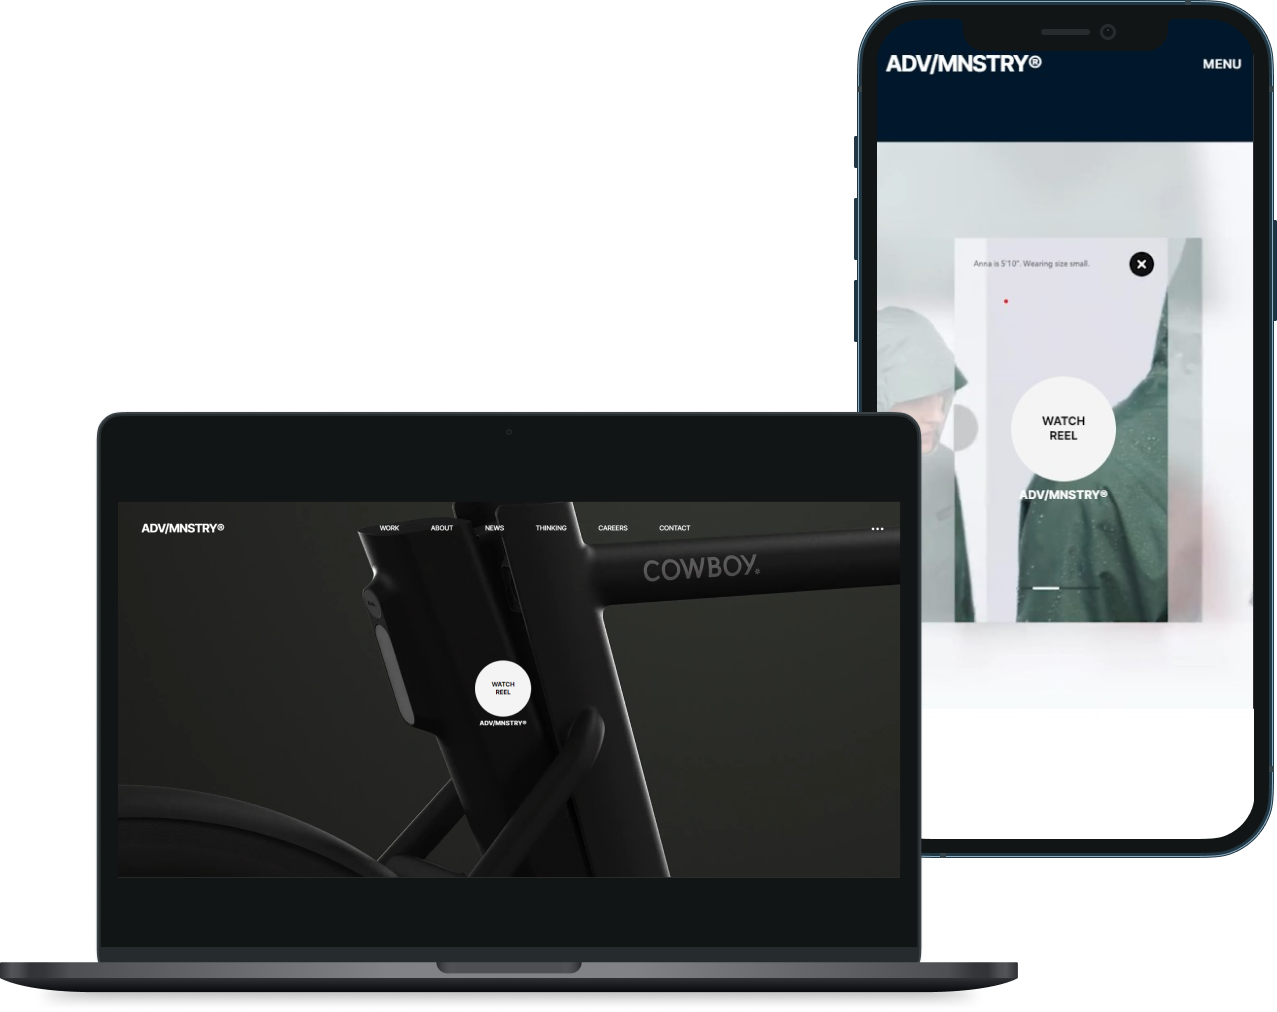 ADV/MNSTRY®
MENU
Anna is 5'10". Wearing size small.
WATCH
REEL
ADV/MNSTRY®
ADV/MNSTRY®
WORK
ABOUT
NEWS
THINKING
CAREERS
CONTACT
COWBOY
WATCH
REEL
ADV/MNSTRY®